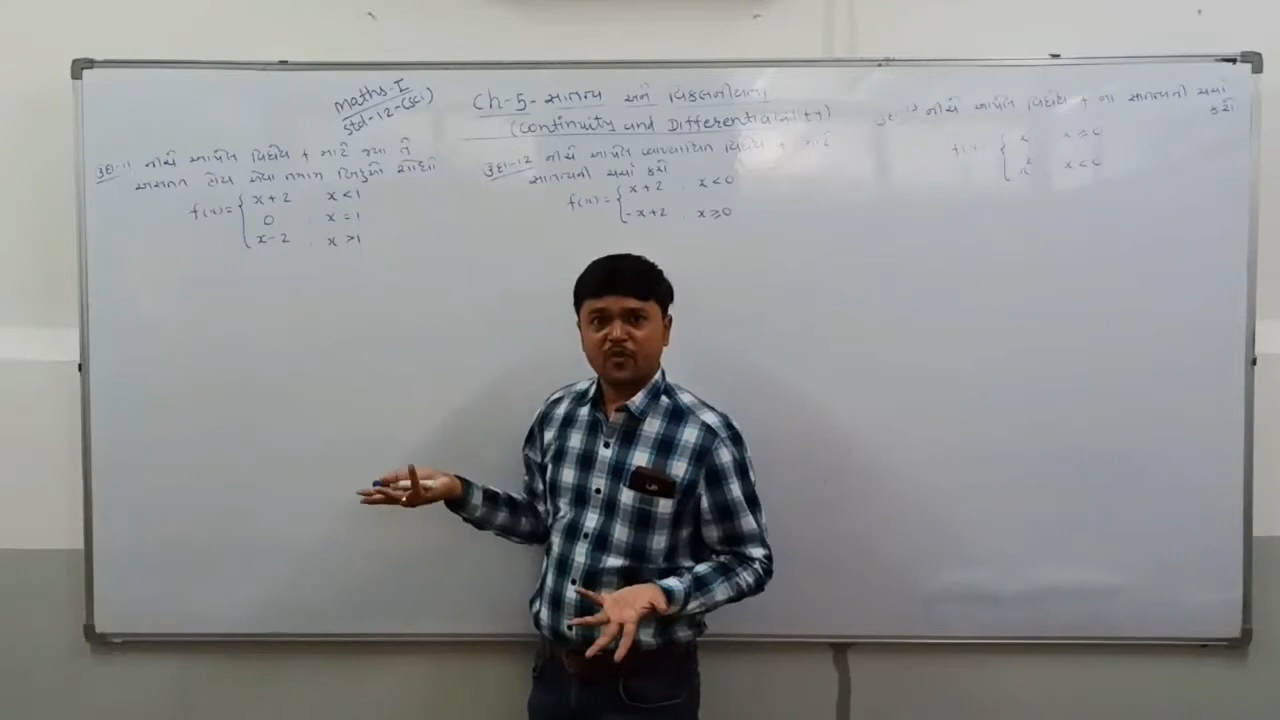 Maths-I
Std-12-(sci)
Ch-5- સાતત્ય અને વિકલનીયતા
(Continuity and Differentiability)
ઉદા-11 નીચે આપેલ વિધેય f માટે જ્યાં તે
અસતત હોય એવા તમામ બિંદુઓ શોધો
f(x)= { x+2 , x<1
0 , x=1
x-2 , x>1
ઉદા-12 નીચે આપેલ વ્યાખ્યાયિત વિધેય f માટે
સાતત્યની ચર્ચા કરો
f(x)= { x+2 , x<0
-x+2 , x≥0
ઉદા-13 નીચે આપેલ વિધેય f ના સાતત્યની ચર્ચા
કરો
f(x)= { x x≥0
x² x<0